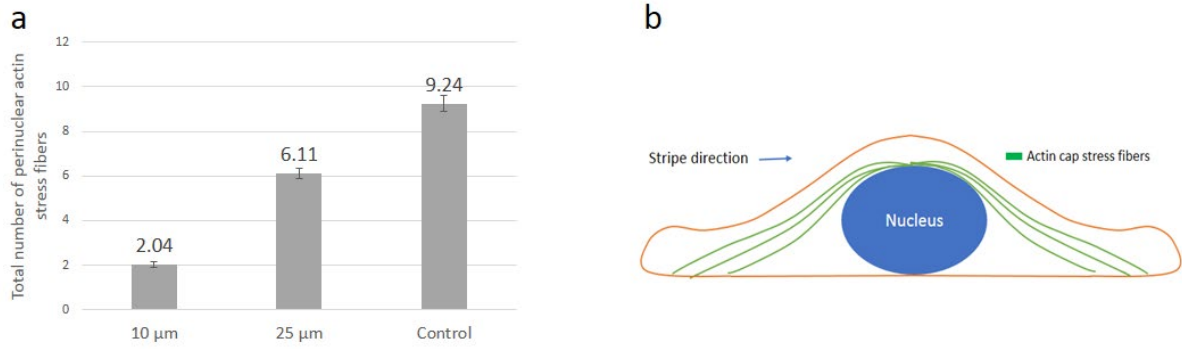 a
Total number of perinuclear actin
stress fibers
12
10
8
6
4
2
0
2.04
6.11
9.24
10 µm
25 µm
Control
b
Stripe direction
Actin cap stress fibers
Nucleus